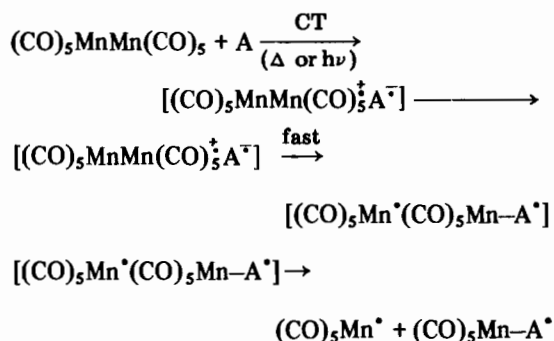 (CO)₅MnMn(CO)₅ + A CT (Δ or hν) →
[(CO)₅MnMn(CO)₅⁺̇A⁻̇] →
[(CO)₅MnMn(CO)₅⁺̇A⁻̇] fast →
[(CO)₅Mn•(CO)₅Mn–A•]
[(CO)₅Mn•(CO)₅Mn–A•] →
(CO)₅Mn• + (CO)₅Mn–A•